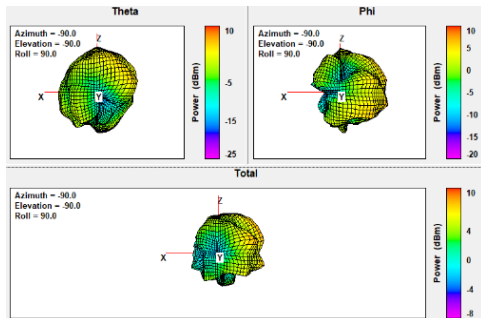 Theta
Azimuth = -90.0
Elevation = -90.0
Roll = 90.0
Z
X
Y
Power (dBm)
10
-5
-15
-25
Phi
Azimuth = -90.0
Elevation = -90.0
Roll = 90.0
Z
X
Y
Power (dBm)
10
5
0
-5
-10
-15
-20
Total
Azimuth = -90.0
Elevation = -90.0
Roll = 90.0
Z
X
Y
Power (dBm)
10
4
0
-4
-8